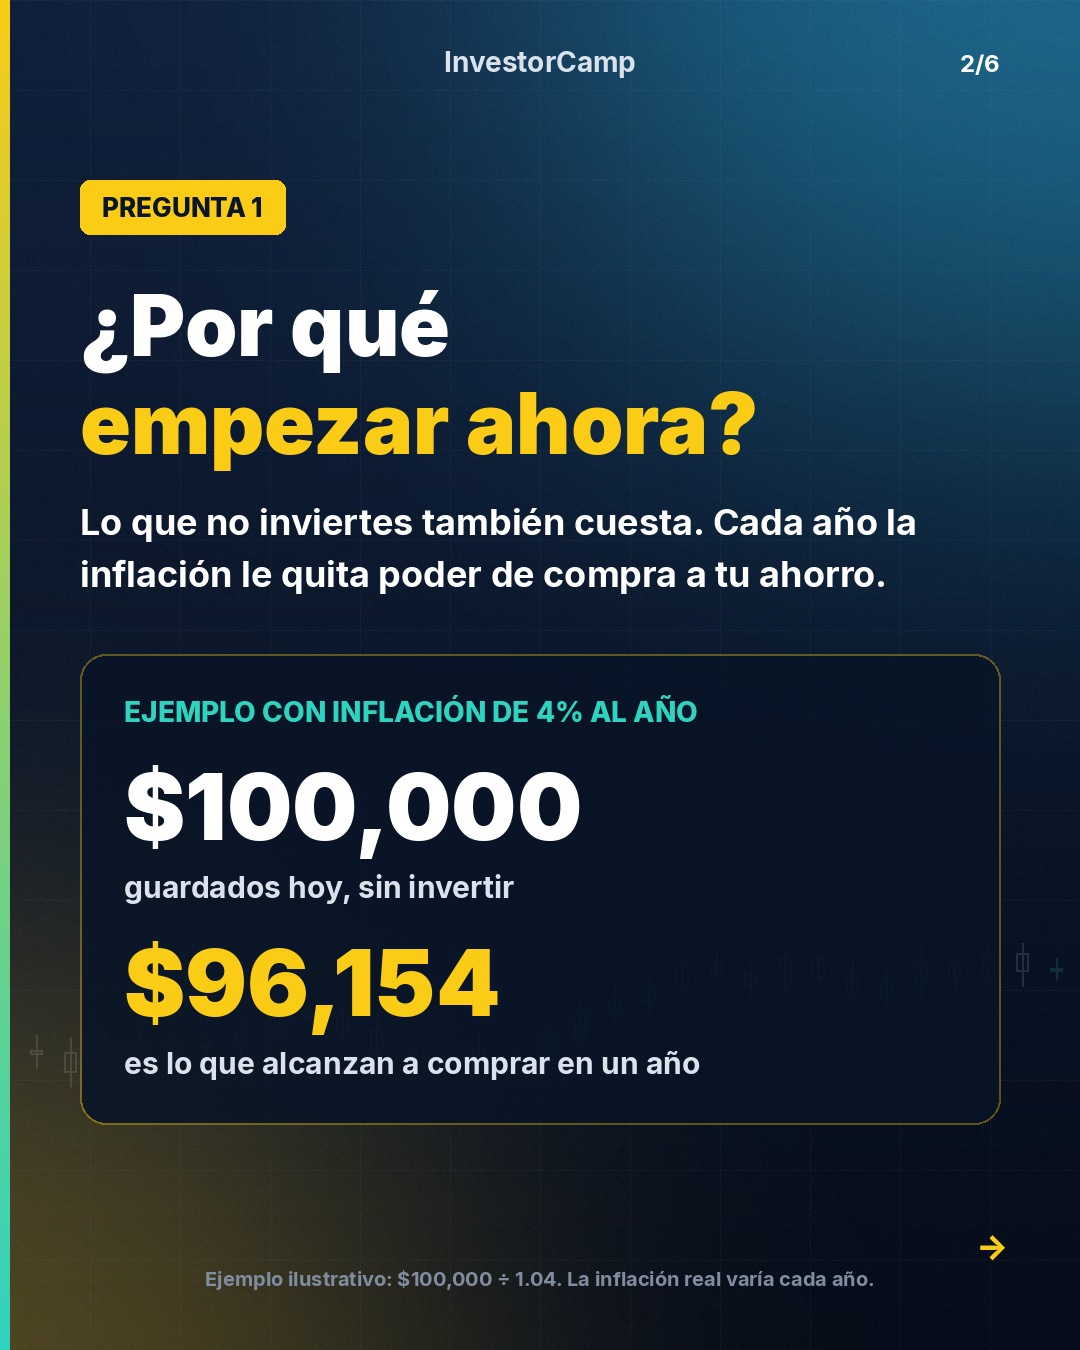 InvestorCamp
2/6
PREGUNTA 1
¿Por qué
empezar ahora?
Lo que no inviertes también cuesta. Cada año la
inflación le quita poder de compra a tu ahorro.
EJEMPLO CON INFLACIÓN DE 4% AL AÑO
$100,000
guardados hoy, sin invertir
$96,154
es lo que alcanzan a comprar en un año
→
Ejemplo ilustrativo: $100,000 ÷ 1.04. La inflación real varía cada año.